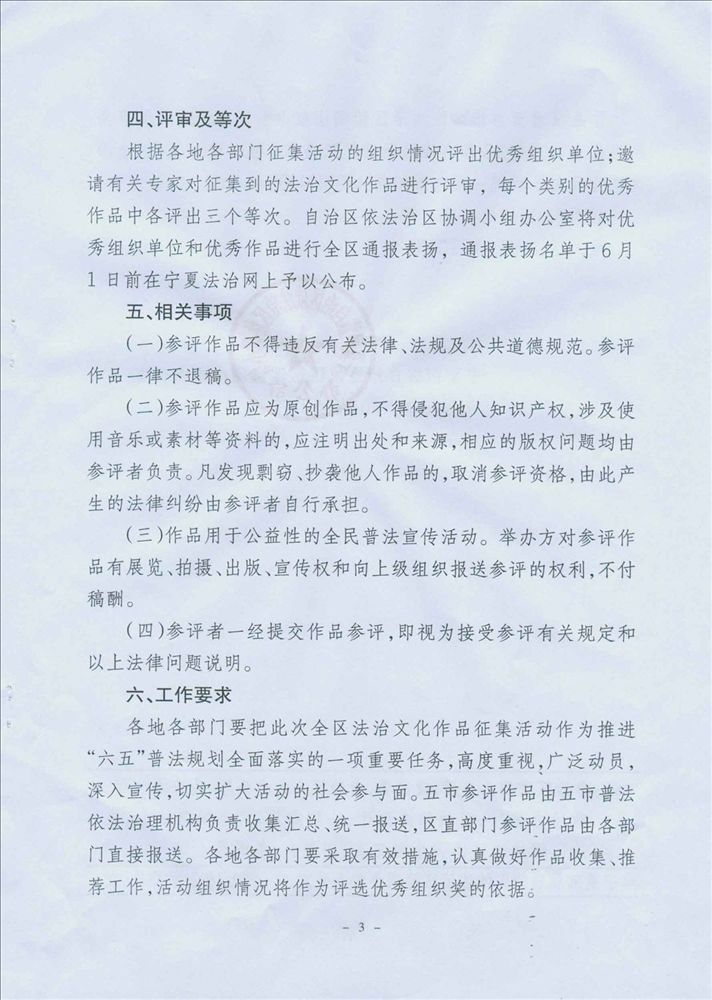 四、评审及等次
根据各地各部门征集活动的组织情况评出优秀组织单位;邀
请有关专家对征集到的法治文化作品进行评审，每个类别的优秀
作品中各评出三个等次。自治区依法治区协调小组办公室将对优
秀组织单位和优秀作品进行全区通报表扬，通报表扬名单于6月
1日前在宁夏法治网上予以公布。
五、相关事项
(一)参评作品不得违反有关法律、法规及公共道德规范。参评
作品一律不退稿。
(二)参评作品应为原创作品,不得侵犯他人知识产权,涉及使
用音乐或素材等资料的,应注明出处和来源,相应的版权问题均由
参评者负责。凡发现剽窃、抄袭他人作品的,取消参评资格,由此产
生的法律纠纷由参评者自行承担。
(三)作品用于公益性的全民普法宣传活动。举办方对参评作
品有展览、拍摄、出版、宣传权和向上级组织报送参评的权利,不付
稿酬。
(四)参评者一经提交作品参评,即视为接受参评有关规定和
以上法律问题说明。
六、工作要求
各地各部门要把此次全区法治文化作品征集活动作为推进
“六五”普法规划全面落实的一项重要任务,高度重视,广泛动员,
深入宣传,切实扩大活动的社会参与面。五市参评作品由五市普法
依法治理机构负责收集汇总、统一报送,区直部门参评作品由各部
门直接报送。各地各部门要采取有效措施,认真做好作品收集、推
荐工作,活动组织情况将作为评选优秀组织奖的依据。
- 3 -